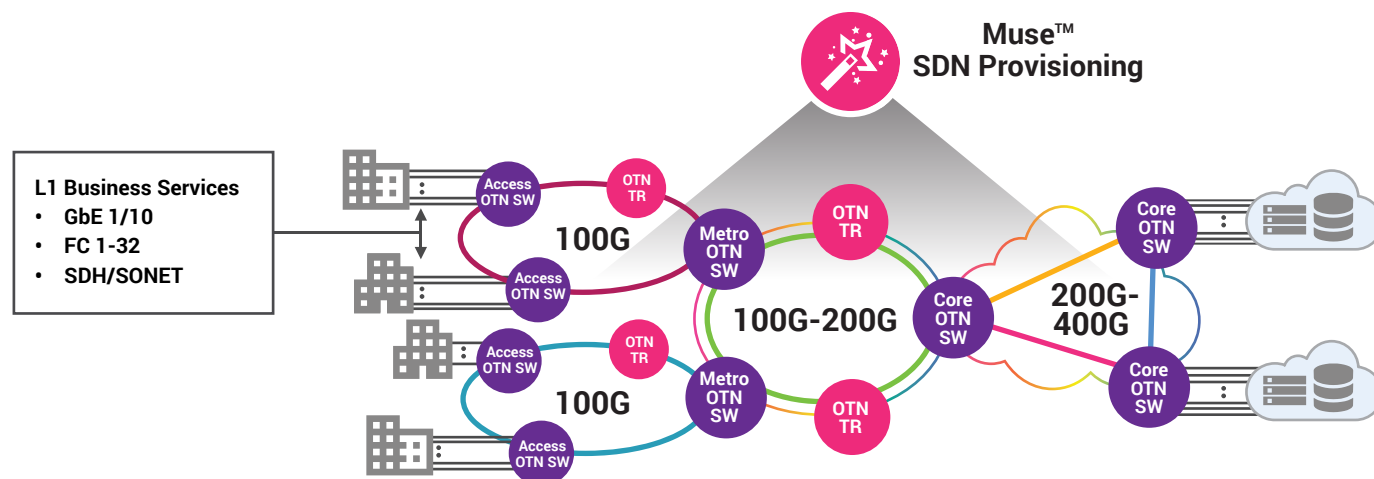 Muse™
SDN Provisioning
L1 Business Services
• GbE 1/10
• FC 1-32
• SDH/SONET
Access
OTN SW
OTN
TR
100G
Access
OTN SW
Metro
OTN
SW
OTN
TR
100G-200G
Core
OTN
SW
Core
OTN
SW
200G-
400G
Core
OTN
SW
Access
OTN SW
OTN
TR
100G
Access
OTN SW
Metro
OTN
SW
OTN
TR